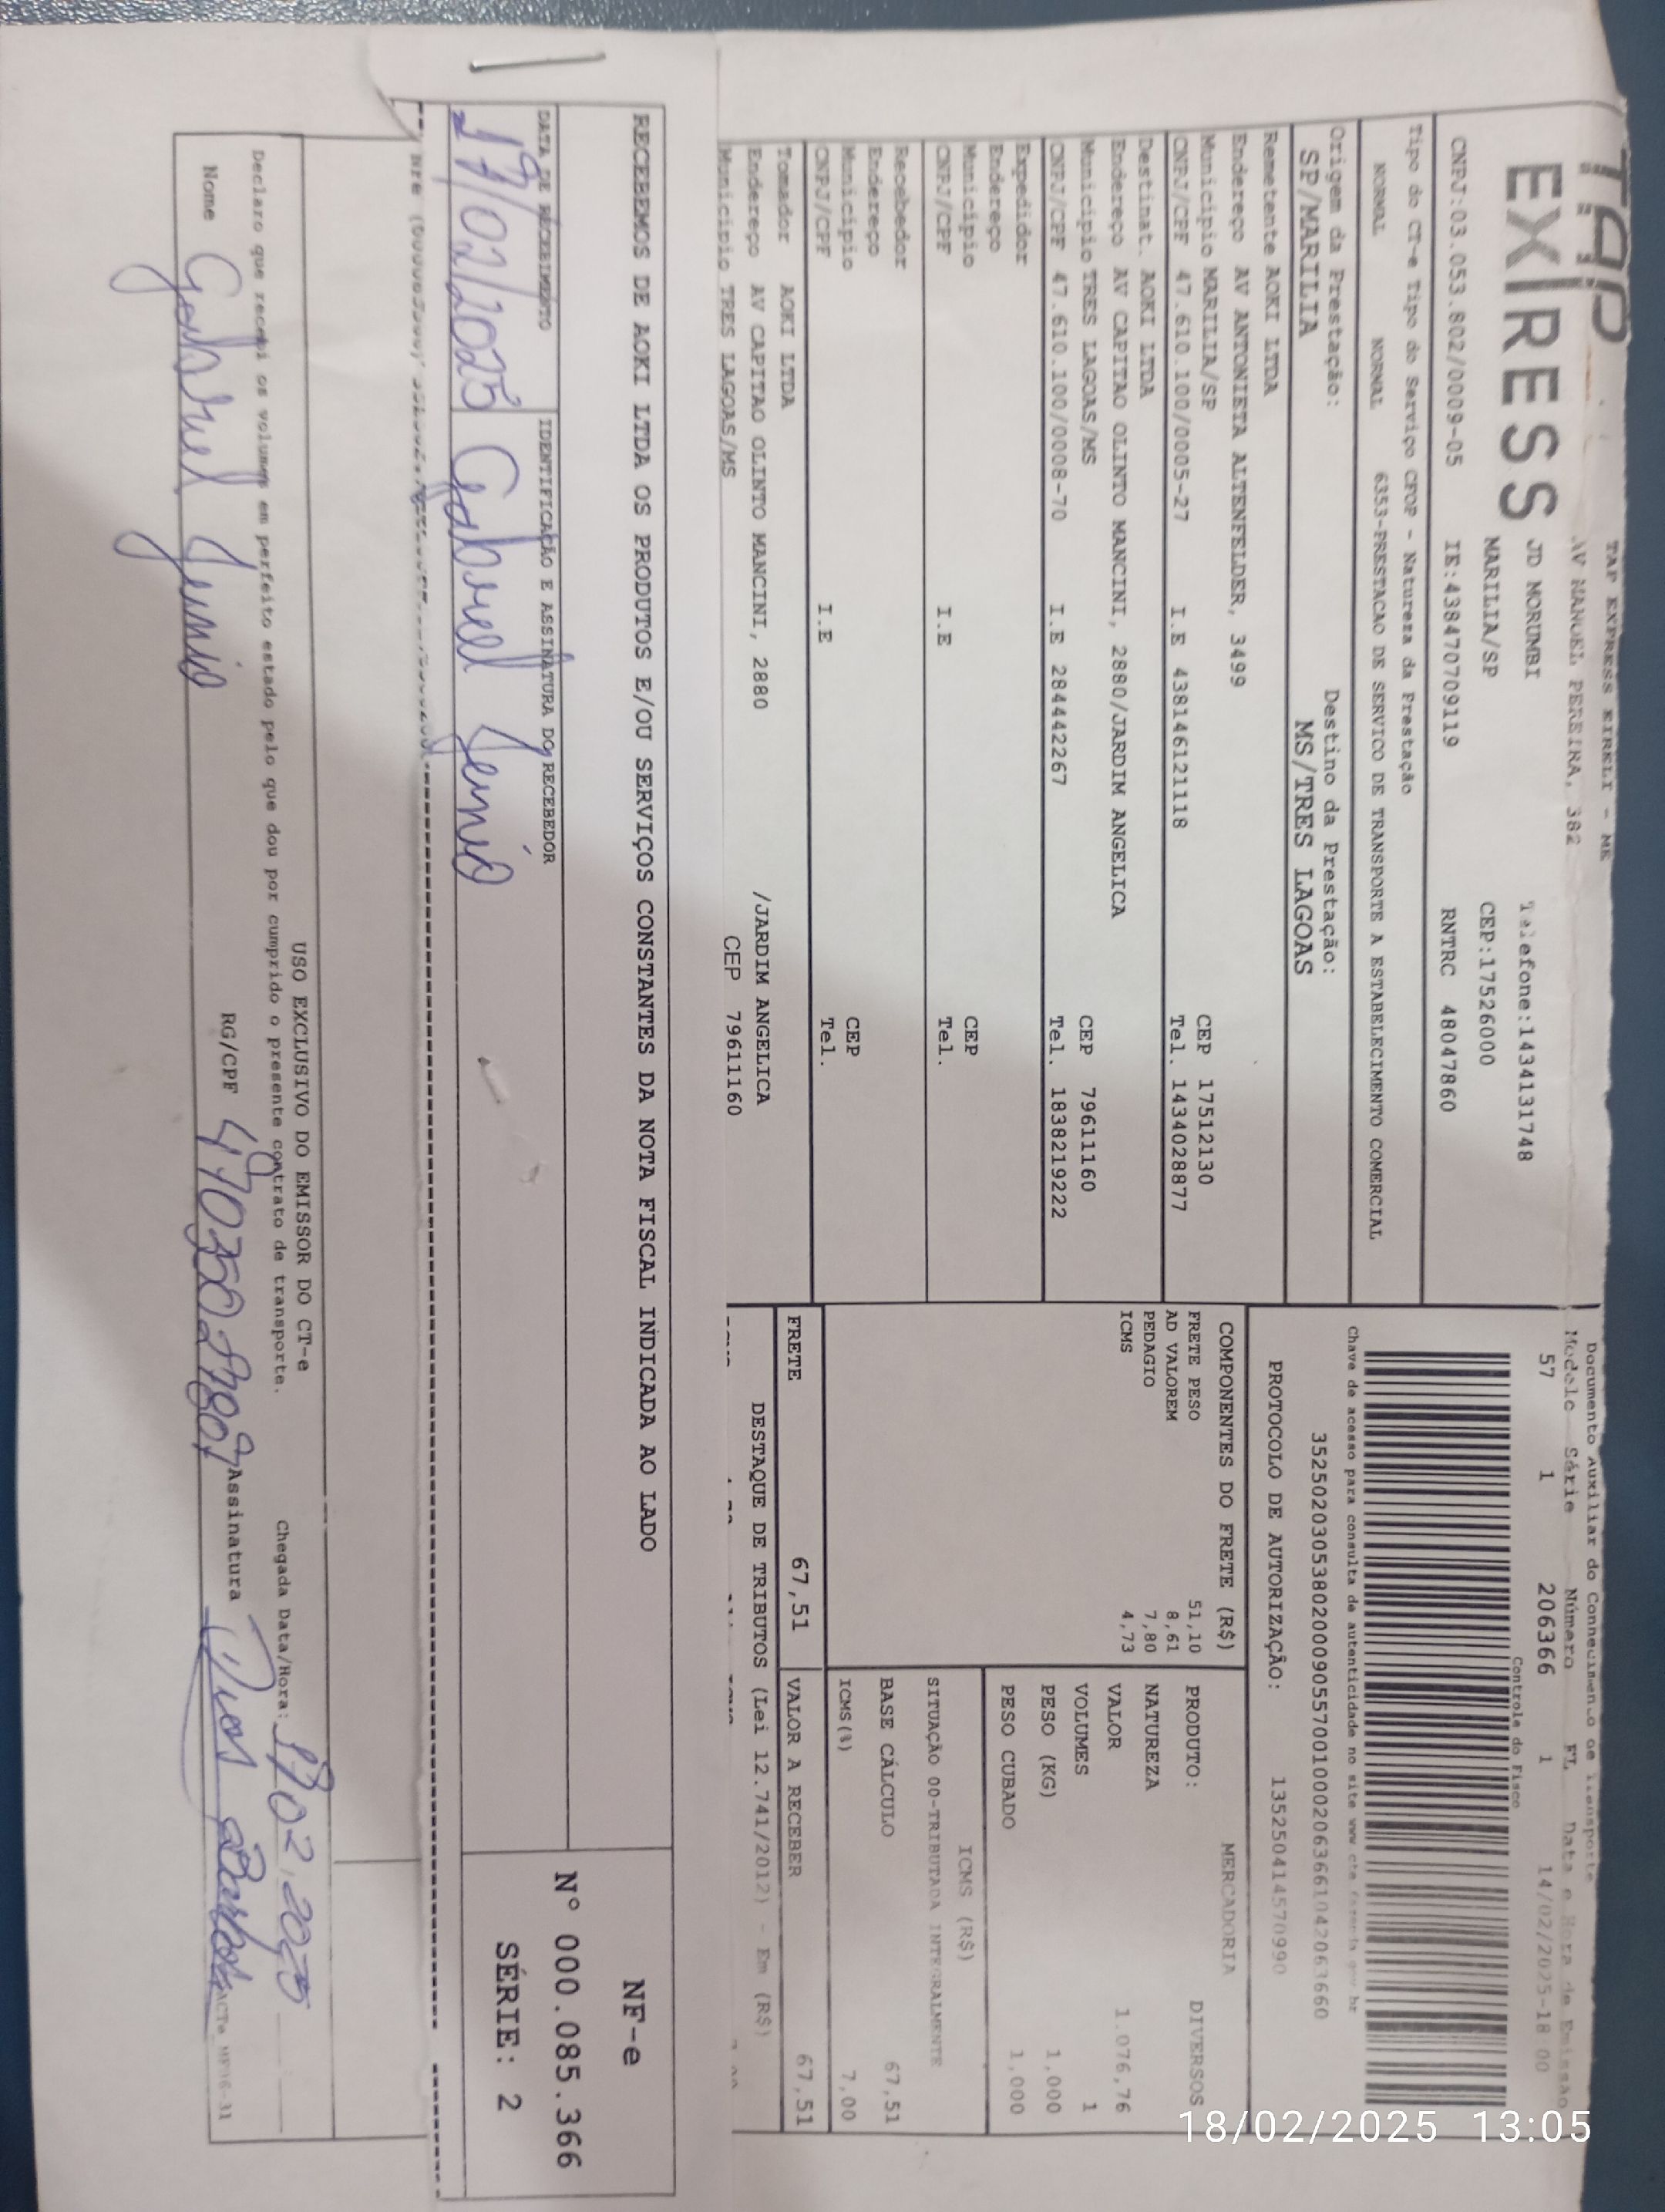 TAP
EXPRESS
TAP EXPRESS EIRELI - ME
AV MANOEL PEREIRA, 382
JD MORUMBI Telefone:1434131748
MARILIA/SP CEP:17526000
CNPJ:03.053.802/0009-05 IE:438470709119 RNTRC 48047860
Tipo do CT-e Tipo do Serviço CFOP - Natureza da Prestação
NORMAL NORMAL 6353-PRESTACAO DE SERVICO DE TRANSPORTE A ESTABELECIMENTO COMERCIAL
Origem da Prestação: Destino da Prestação:
SP/MARILIA MS/TRES LAGOAS
Remetente AOKI LTDA
Endereço AV ANTONIETA ALTENFELDER, 3499
Município MARILIA/SP CEP 17512130
CNPJ/CPF 47.610.100/0005-27 I.E 438146121118 Tel. 1434028877
Destinat. AOKI LTDA
Endereço AV CAPITAO OLINTO MANCINI, 2880/JARDIM ANGELICA
Município TRES LAGOAS/MS CEP 79611160
CNPJ/CPF 47.610.100/0008-70 I.E 284442267 Tel. 1838219222
Expedidor
Endereço
Município CEP
CNPJ/CPF I.E Tel.
Recebedor
Endereço
Município CEP
CNPJ/CPF I.E Tel.
Tomador AOKI LTDA
Endereço AV CAPITAO OLINTO MANCINI, 2880 /JARDIM ANGELICA
Município TRES LAGOAS/MS CEP 79611160
Documento Auxiliar do Conhecimento de Transporte
Modelo Série Número FL Data e Hora de Emissão
57 1 206366 1 14/02/2025-18 00
Controle do Fisco
Chave de acesso para consulta de autenticidade no site www cte fazenda gov br
PROTOCOLO DE AUTORIZAÇÃO: 135250414570990
COMPONENTES DO FRETE (R$)
FRETE PESO 51,10
AD VALOREM 8,61
PEDAGIO 7,80
ICMS 4,73
MERCADORIA
PRODUTO: DIVERSOS
NATUREZA
VALOR 1.076,76
VOLUMES 1
PESO (KG) 1,000
PESO CUBADO 1,000
ICMS (R$)
SITUAÇÃO 00-TRIBUTADA INTEGRALMENTE
BASE CÁLCULO 67,51
ICMS(%) 7,00
FRETE 67,51 VALOR A RECEBER 67,51
DESTAQUE DE TRIBUTOS (Lei 12.741/2012) - Em (R$)
RECEBEMOS DE AOKI LTDA OS PRODUTOS E/OU SERVIÇOS CONSTANTES DA NOTA FISCAL INDICADA AO LADO
DATA DE RECEBIMENTO IDENTIFICAÇÃO E ASSINATURA DO RECEBEDOR
17/02/2025 Gabriel Junio
NF-e
N° 000.085.366
SÉRIE: 2
USO EXCLUSIVO DO EMISSOR DO CT-e
Declaro que recebi os volumes em perfeito estado pelo que dou por cumprido o presente contrato de transporte. Chegada Data/Hora:
Nome Gabriel Junio RG/CPF Assinatura
18/02/2025 13:05